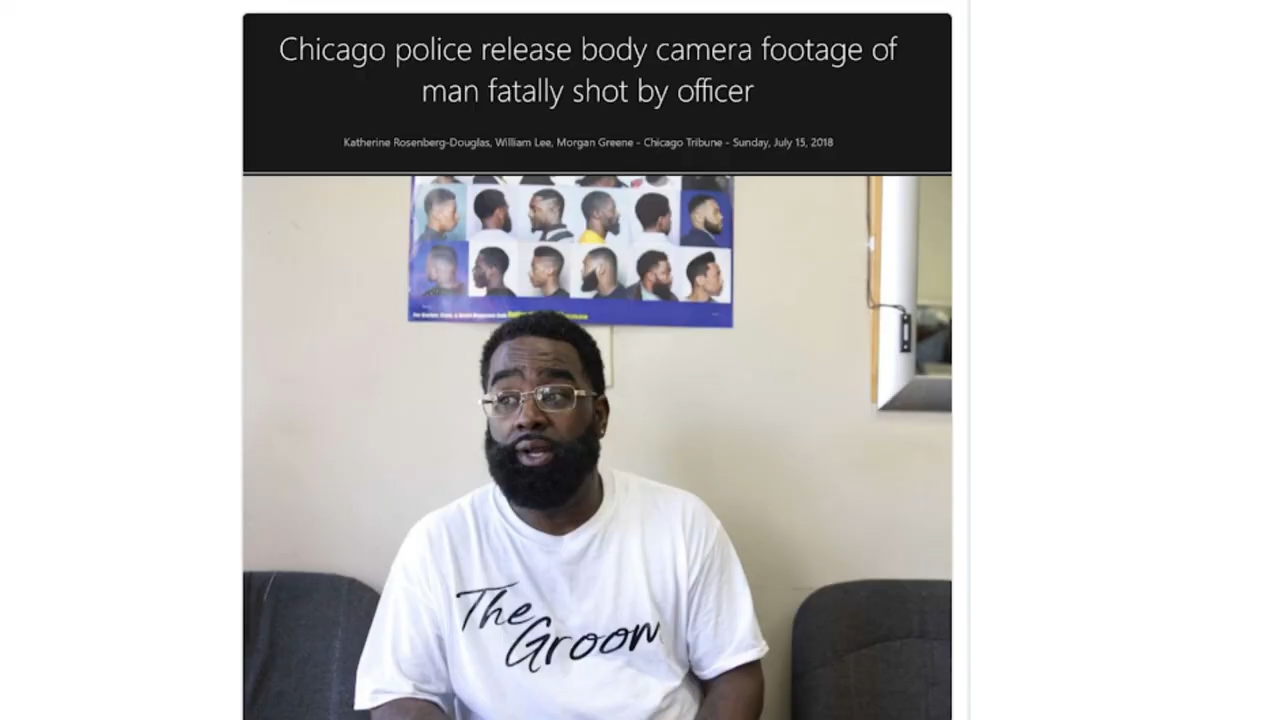 Chicago police release body camera footage of
man fatally shot by officer
Katherine Rosenberg-Douglas, William Lee, Morgan Greene - Chicago Tribune - Sunday, July 15, 2018
The
Groom